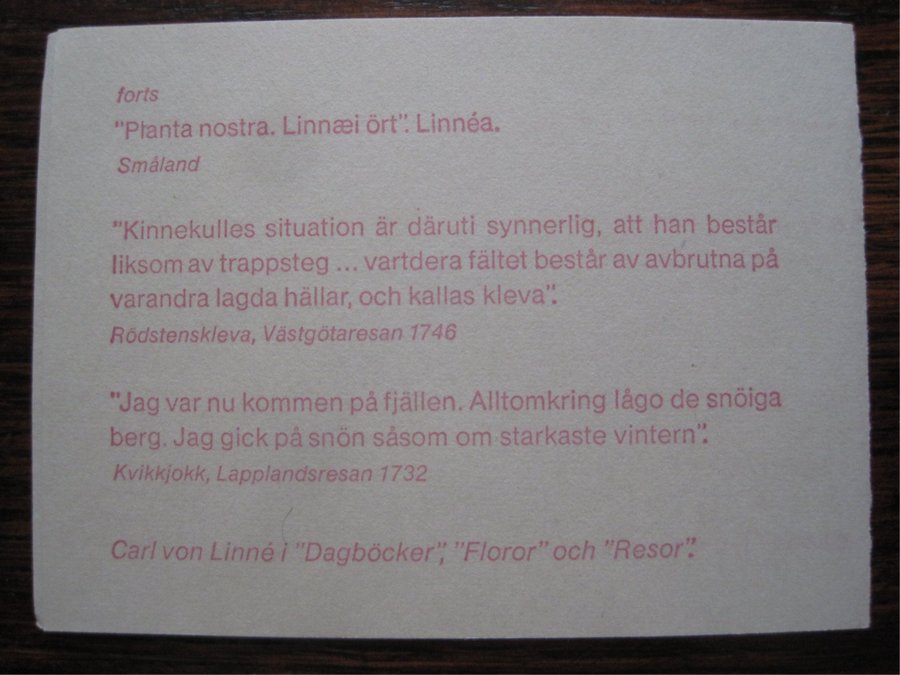 forts
"Planta nostra. Linnæi ört". Linnéa.
Småland
"Kinnekulles situation är däruti synnerlig, att han består
liksom av trappsteg ... vartdera fältet består av avbrutna på
varandra lagda hällar, och kallas kleva".
Rödstenskleva, Västgötaresan 1746
"Jag var nu kommen på fjällen. Alltomkring lågo de snöiga
berg. Jag gick på snön såsom om starkaste vintern".
Kvikkjokk, Lapplandsresan 1732
Carl von Linné i "Dagböcker", "Floror" och "Resor".